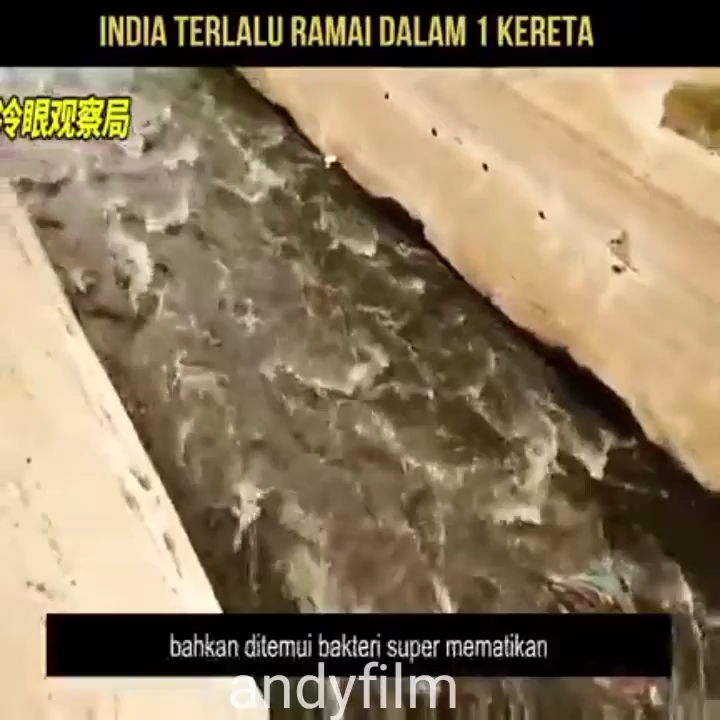 INDIA TERLALU RAMAI DALAM 1 KERETA
冷眼观察局
bahkan ditemui bakteri super mematikan
andyfilm